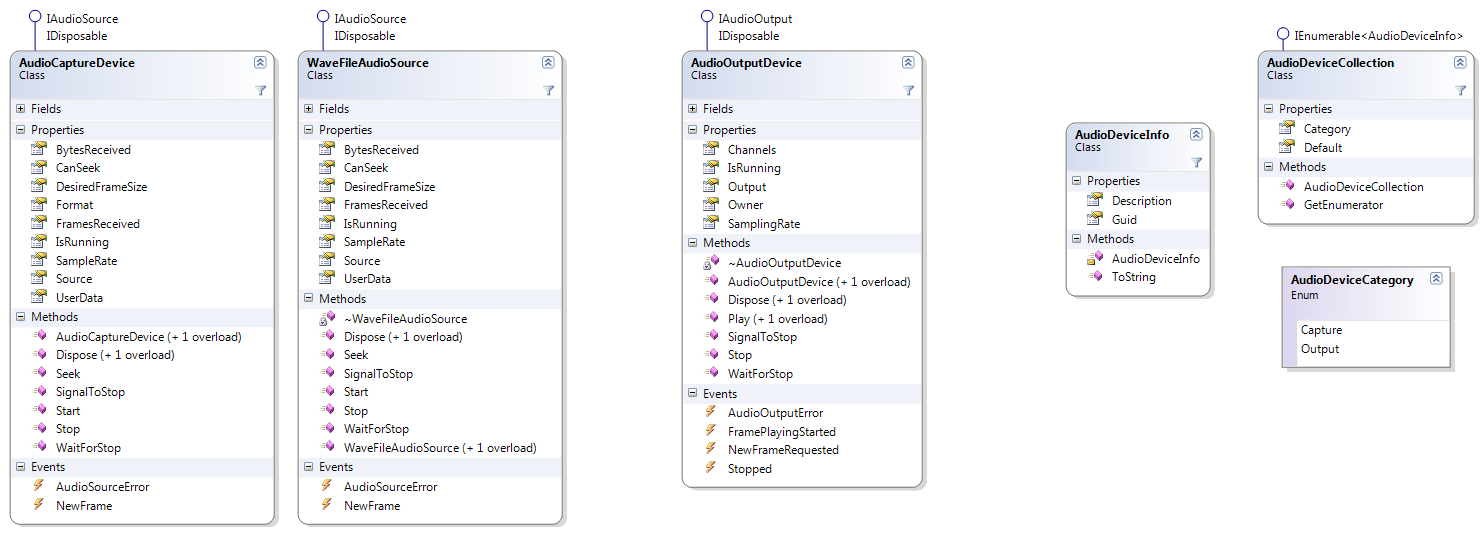 IAudioSource
IDisposable
AudioCaptureDevice
Class
Fields
Properties
BytesReceived
CanSeek
DesiredFrameSize
Format
FramesReceived
IsRunning
SampleRate
Source
UserData
Methods
AudioCaptureDevice (+ 1 overload)
Dispose (+ 1 overload)
Seek
SignalToStop
Start
Stop
WaitForStop
Events
AudioSourceError
NewFrame
IAudioSource
IDisposable
WaveFileAudioSource
Class
Fields
Properties
BytesReceived
CanSeek
DesiredFrameSize
FramesReceived
IsRunning
SampleRate
Source
UserData
Methods
~WaveFileAudioSource
Dispose (+ 1 overload)
Seek
SignalToStop
Start
Stop
WaitForStop
WaveFileAudioSource (+ 1 overload)
Events
AudioSourceError
NewFrame
IAudioOutput
IDisposable
AudioOutputDevice
Class
Fields
Properties
Channels
IsRunning
Output
Owner
SamplingRate
Methods
~AudioOutputDevice
AudioOutputDevice (+ 1 overload)
Dispose (+ 1 overload)
Play (+ 1 overload)
SignalToStop
Stop
WaitForStop
Events
AudioOutputError
FramePlayingStarted
NewFrameRequested
Stopped
AudioDeviceInfo
Class
Properties
Description
Guid
Methods
AudioDeviceInfo
ToString
IEnumerable<AudioDeviceInfo>
AudioDeviceCollection
Class
Properties
Category
Default
Methods
AudioDeviceCollection
GetEnumerator
AudioDeviceCategory
Enum
Capture
Output